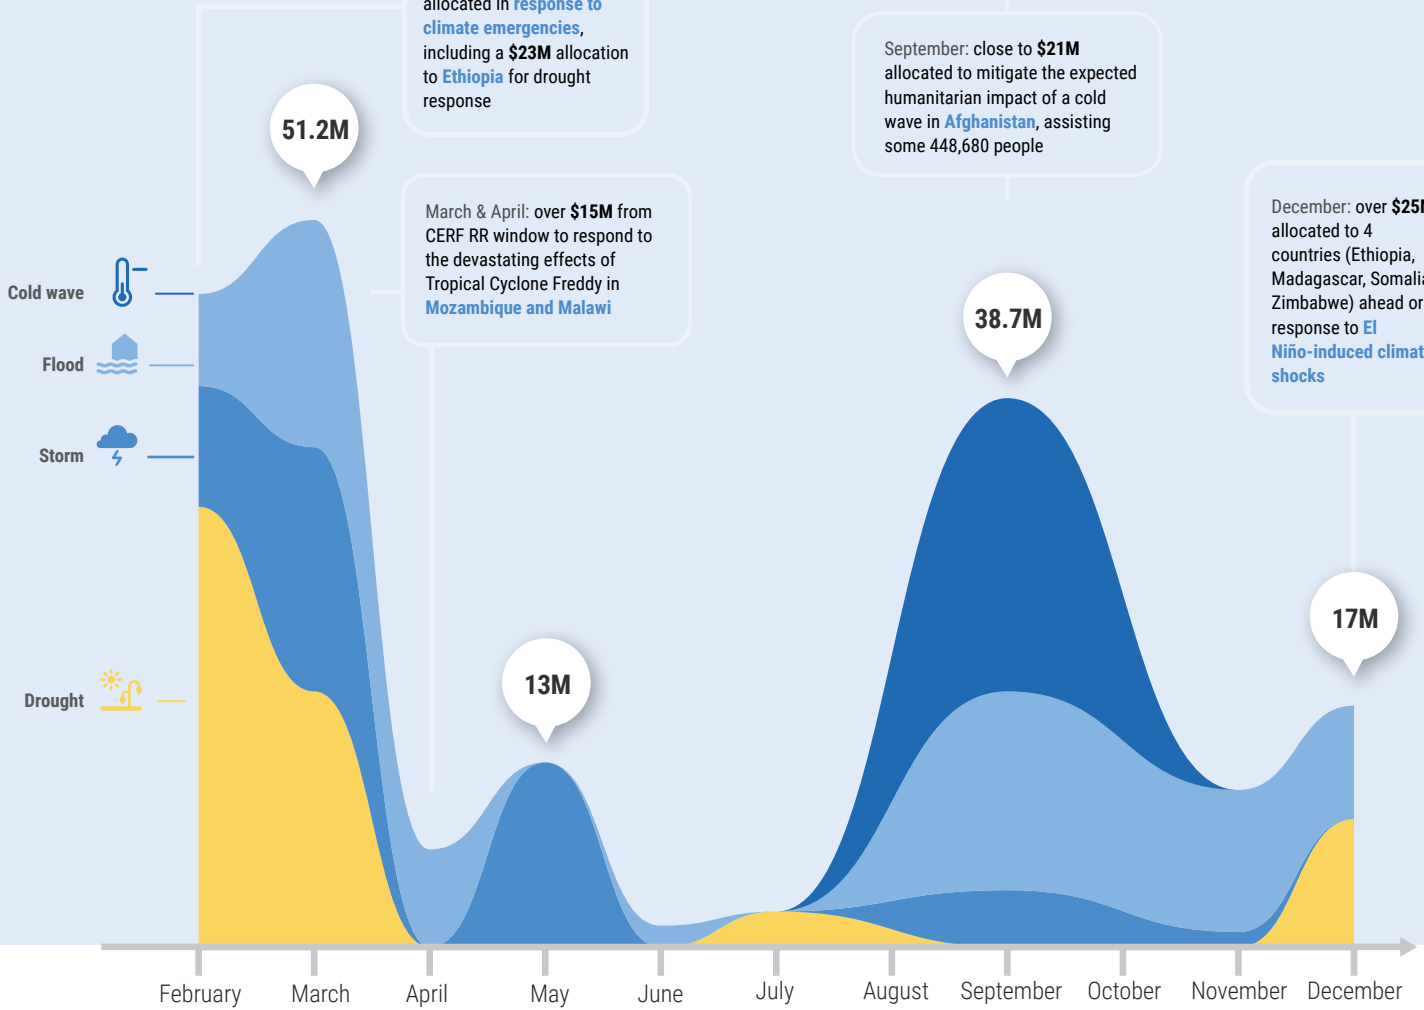 allocated in response to
climate emergencies,
including a $23M allocation
to Ethiopia for drought
response
September: close to $21M
allocated to mitigate the expected
humanitarian impact of a cold
wave in Afghanistan, assisting
some 448,680 people
51.2M
March & April: over $15M from
CERF RR window to respond to
the devastating effects of
Tropical Cyclone Freddy in
Mozambique and Malawi
December: over $25M
allocated to 4
countries (Ethiopia,
Madagascar, Somalia
Zimbabwe) ahead or
response to El
Niño-induced climat
shocks
Cold wave
Flood
Storm
Drought
38.7M
13M
17M
February
March
April
May
June
July
August
September
October
November
December